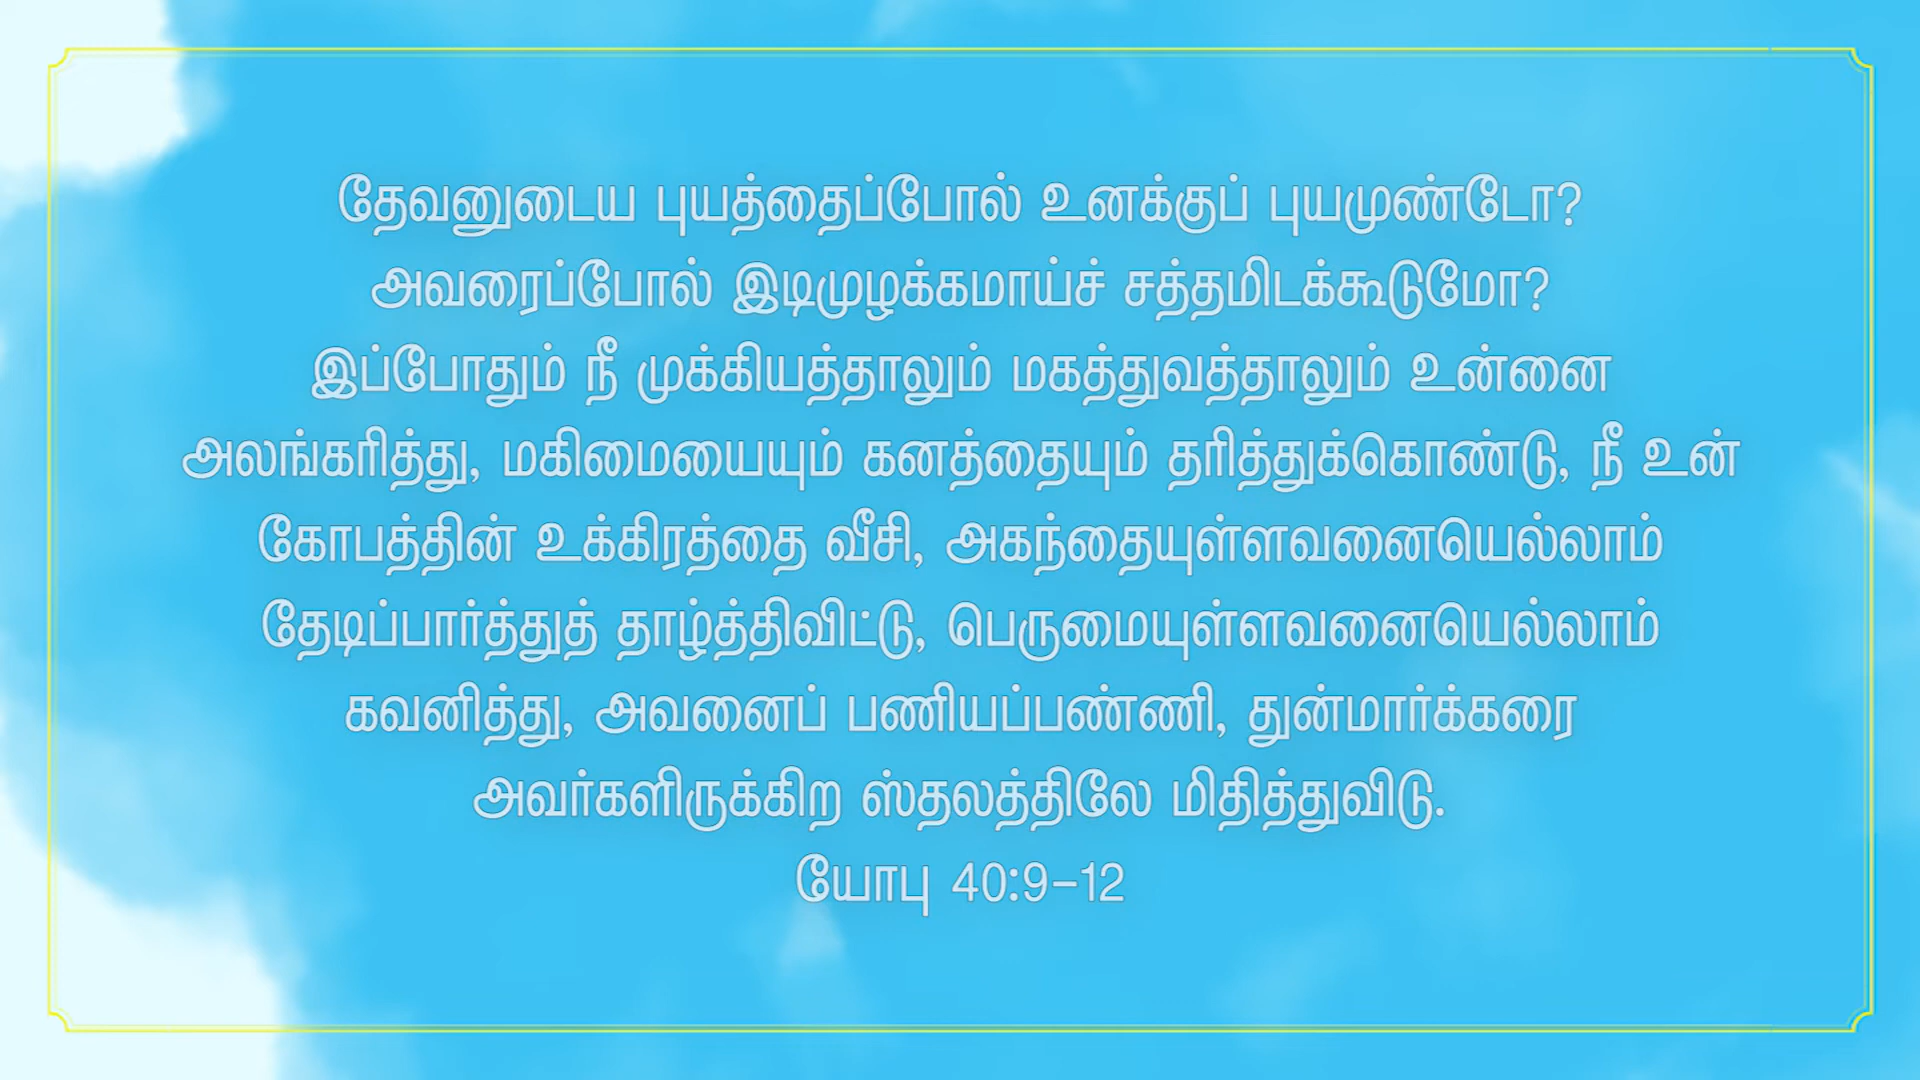 தேவனுடைய புயத்தைப்போல் உனக்குப் புயமுண்டோ?
அவரைப்போல் இடிமுழக்கமாய்ச் சத்தமிடக்கூடுமோ?
இப்போதும் நீ முக்கியத்தாலும் மகத்துவத்தாலும் உன்னை
அலங்கரித்து, மகிமையையும் கனத்தையும் தரித்துக்கொண்டு, நீ உன்
கோபத்தின் உக்கிரத்தை வீசி, அகந்தையுள்ளவனையெல்லாம்
தேடிப்பார்த்துத் தாழ்த்திவிட்டு, பெருமையுள்ளவனையெல்லாம்
கவனித்து, அவனைப் பணியப்பண்ணி, துன்மார்க்கரை
அவர்களிருக்கிற ஸ்தலத்திலே மிதித்துவிடு.
யோபு 40:9-12